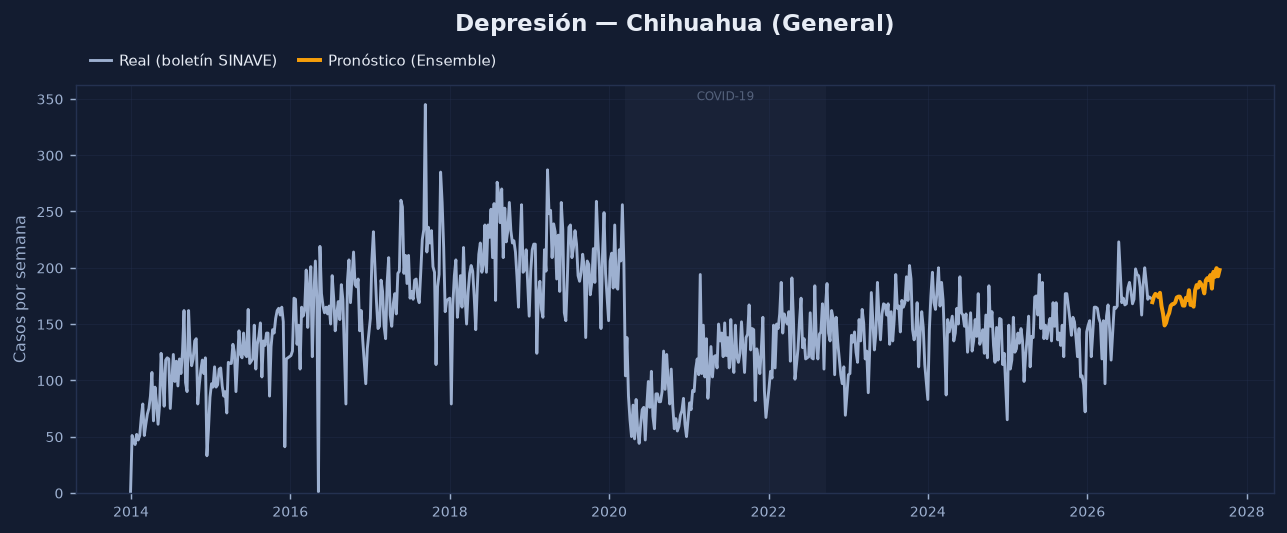 Depresión — Chihuahua (General)
Real (boletín SINAVE) Pronóstico (Ensemble)
COVID-19
Casos por semana
350
300
250
200
150
100
50
0
2014 2016 2018 2020 2022 2024 2026 2028